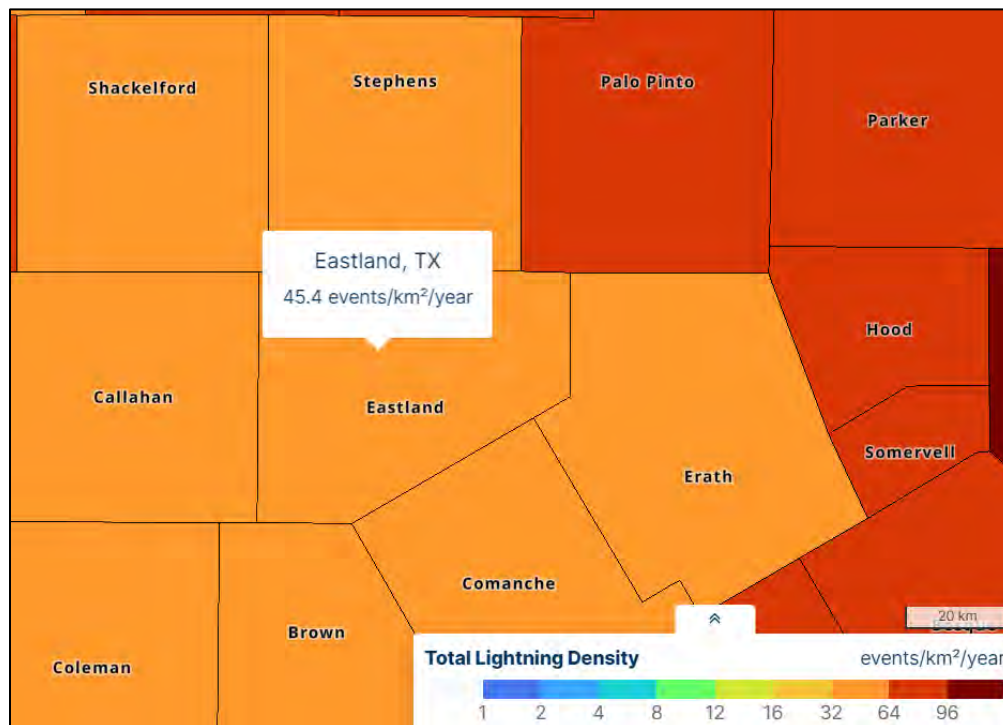 Shackelford
Stephens
Palo Pinto
Parker
Eastland, TX
45.4 events/km²/year
Hood
Callahan
Eastland
Somervell
Erath
Comanche
Brown
Coleman
20 km
Total Lightning Density
events/km²/year
1 2 4 8 12 16 32 64 96